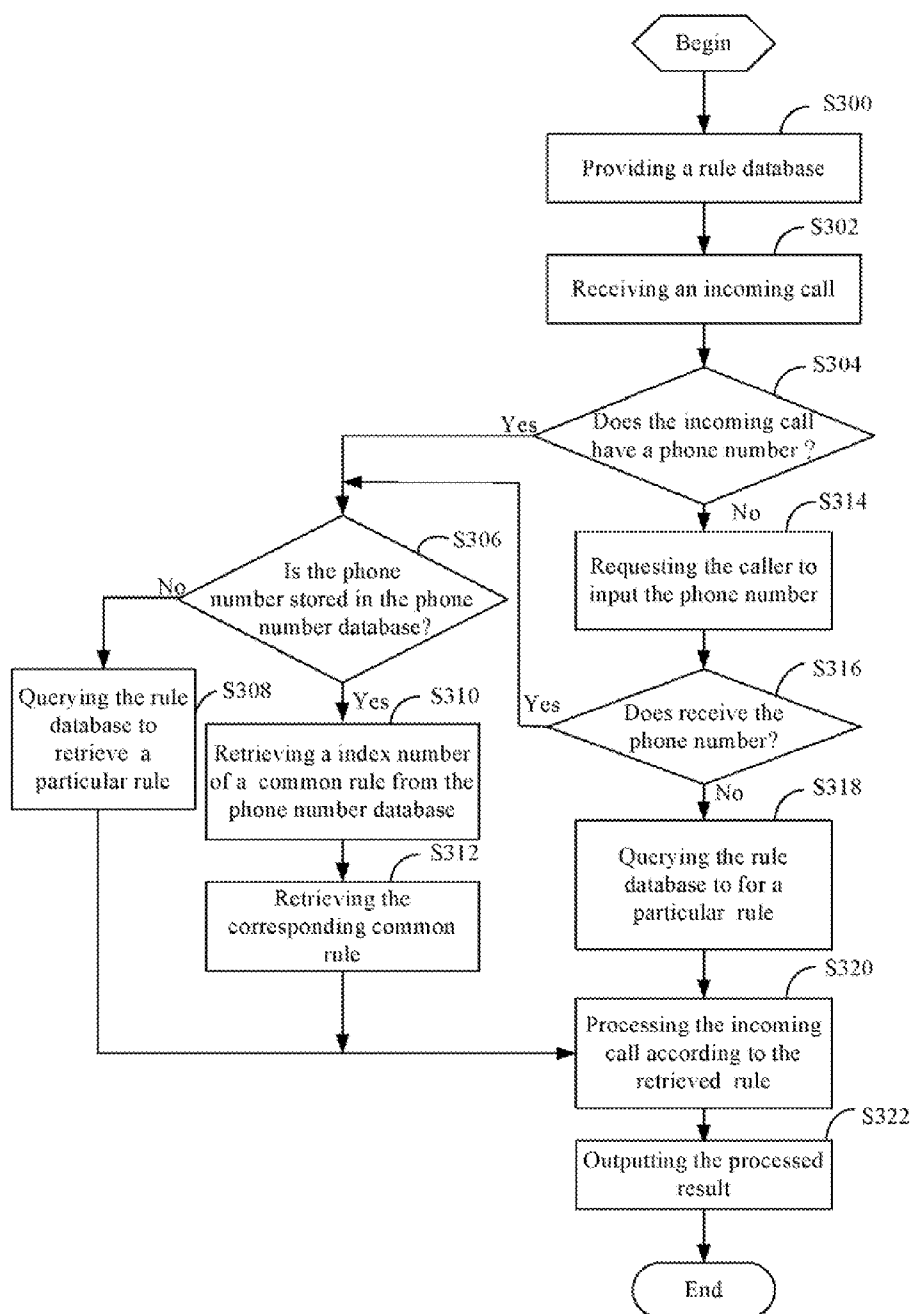 Begin
S300
Providing a rule database
S302
Receiving an incoming call
S304
Does the incoming call
have a phone number ?
Yes
No
S314
Requesting the caller to
input the phone number
S306
Is the phone
number stored in the phone
number database?
No
Yes
S316
Does receive the
phone number?
Yes
No
S308
Querying the rule
database to
retrieve a
particular rule
S310
Retrieving a index number
of a common rule from the
phone number database
S312
Retrieving the
corresponding common
rule
S318
Querying the rule
database to for a
particular rule
S320
Processing the incoming
call according to the
retrieved rule
S322
Outputting the processed
result
End